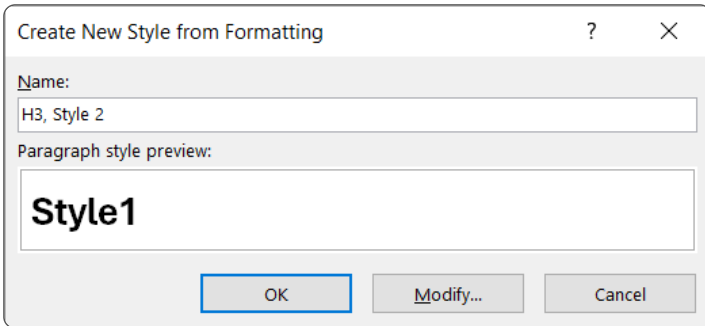 Create New Style from Formatting ?
Name:
H3, Style 2
Paragraph style preview:
Style1
OK Modify... Cancel